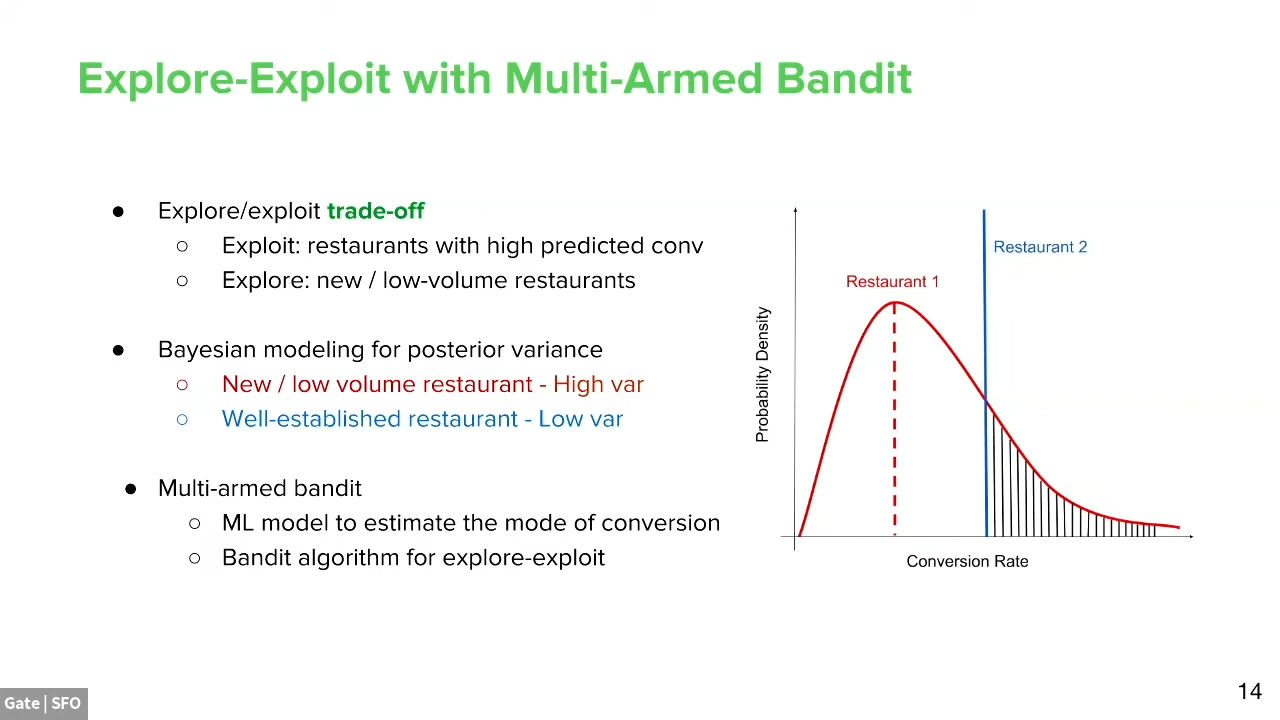 Explore-Exploit with Multi-Armed Bandit
● Explore/exploit trade-off
○ Exploit: restaurants with high predicted conv
○ Explore: new / low-volume restaurants
● Bayesian modeling for posterior variance
○ New / low volume restaurant - High var
○ Well-established restaurant - Low var
● Multi-armed bandit
○ ML model to estimate the mode of conversion
○ Bandit algorithm for explore-exploit
Restaurant 2
Restaurant 1
Probability Density
Conversion Rate
Gate | SFO
14